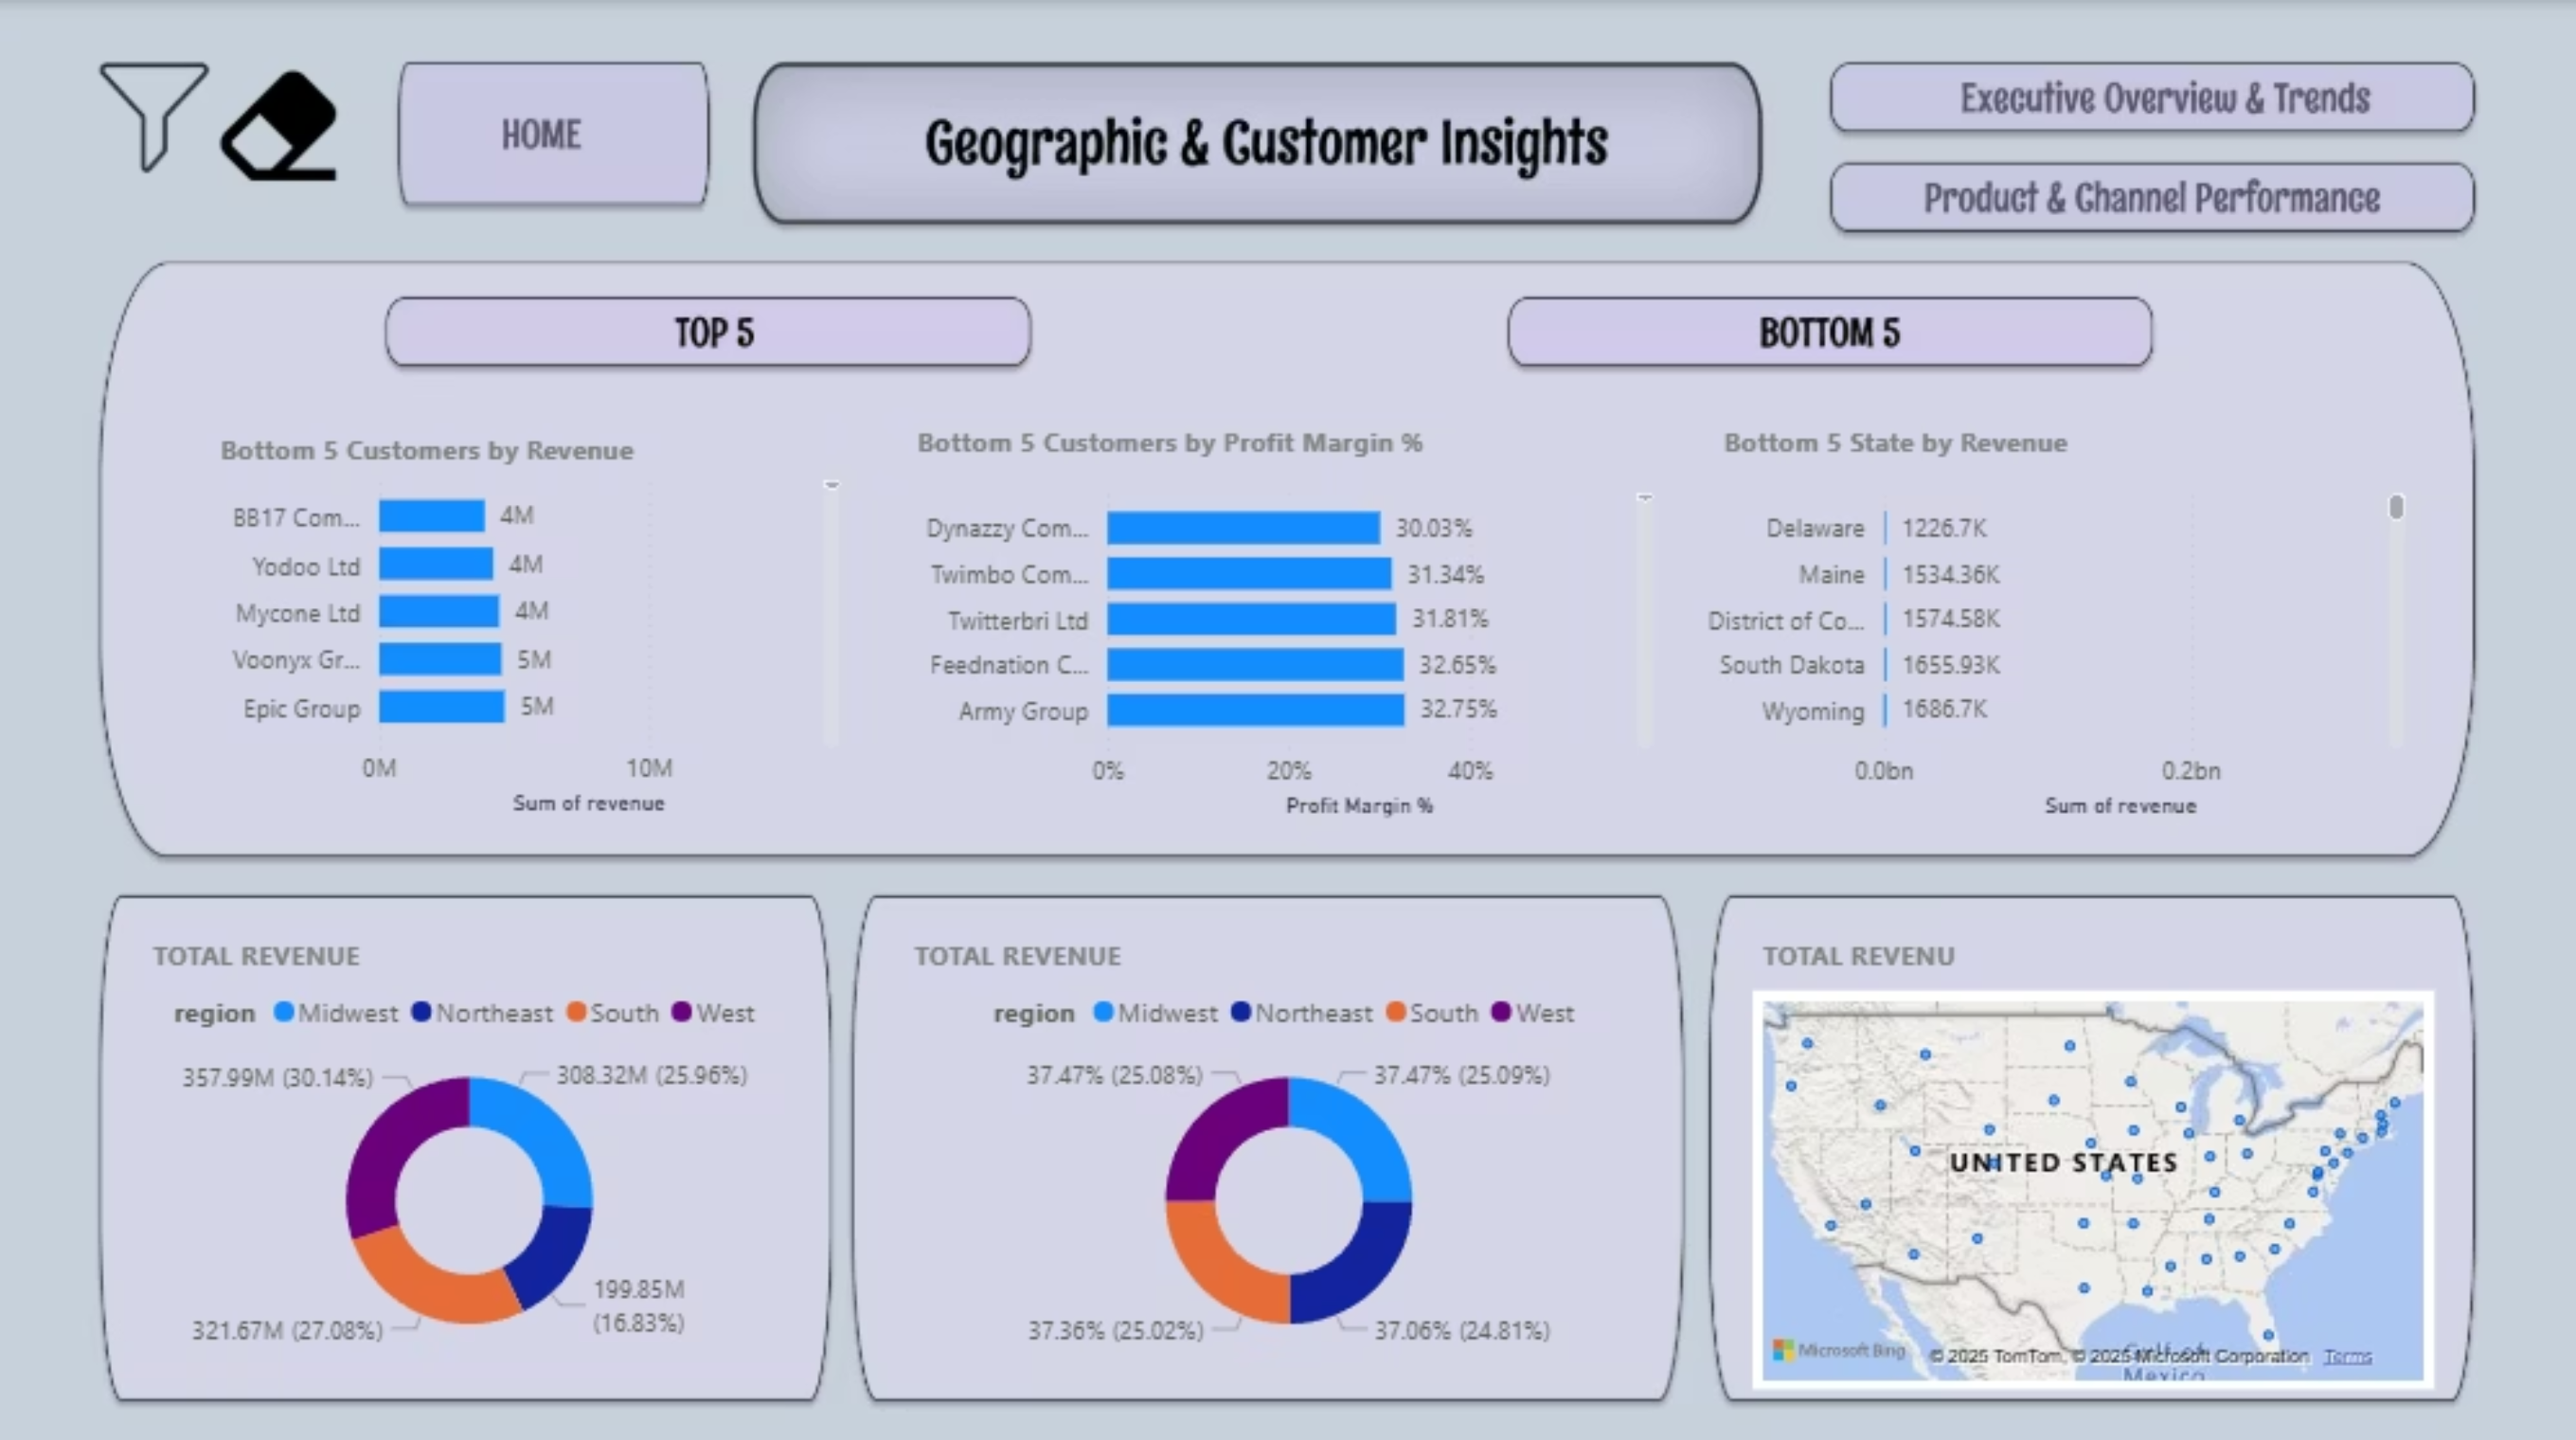 HOME
Geographic & Customer Insights
Executive Overview & Trends
Product & Channel Performance
TOP 5
BOTTOM 5
Bottom 5 Customers by Revenue
BB17 Com...
4M
Yodoo Ltd
4M
Mycone Ltd
4M
Voonyx Gr...
5M
Epic Group
5M
0M
10M
Sum of revenue
Bottom 5 Customers by Profit Margin %
Dynazzy Com...
30.03%
Twimbo Com...
31.34%
Twitterbri Ltd
31.81%
Feednation C...
32.65%
Army Group
32.75%
0%
20%
40%
Profit Margin %
Bottom 5 State by Revenue
Delaware
1226.7K
Maine
1534.36K
District of Co...
1574.58K
South Dakota
1655.93K
Wyoming
1686.7K
0.0bn
0.2bn
Sum of revenue
TOTAL REVENUE
region Midwest Northeast South West
357.99M (30.14%)
308.32M (25.96%)
199.85M
(16.83%)
321.67M (27.08%)
TOTAL REVENUE
region Midwest Northeast South West
37.47% (25.08%)
37.47% (25.09%)
37.36% (25.02%)
37.06% (24.81%)
TOTAL REVENU
UNITED STATES
Microsoft Bing
© 2025 TomTom, © 2025 Microsoft Corporation Terms
Gulf of
Mexico